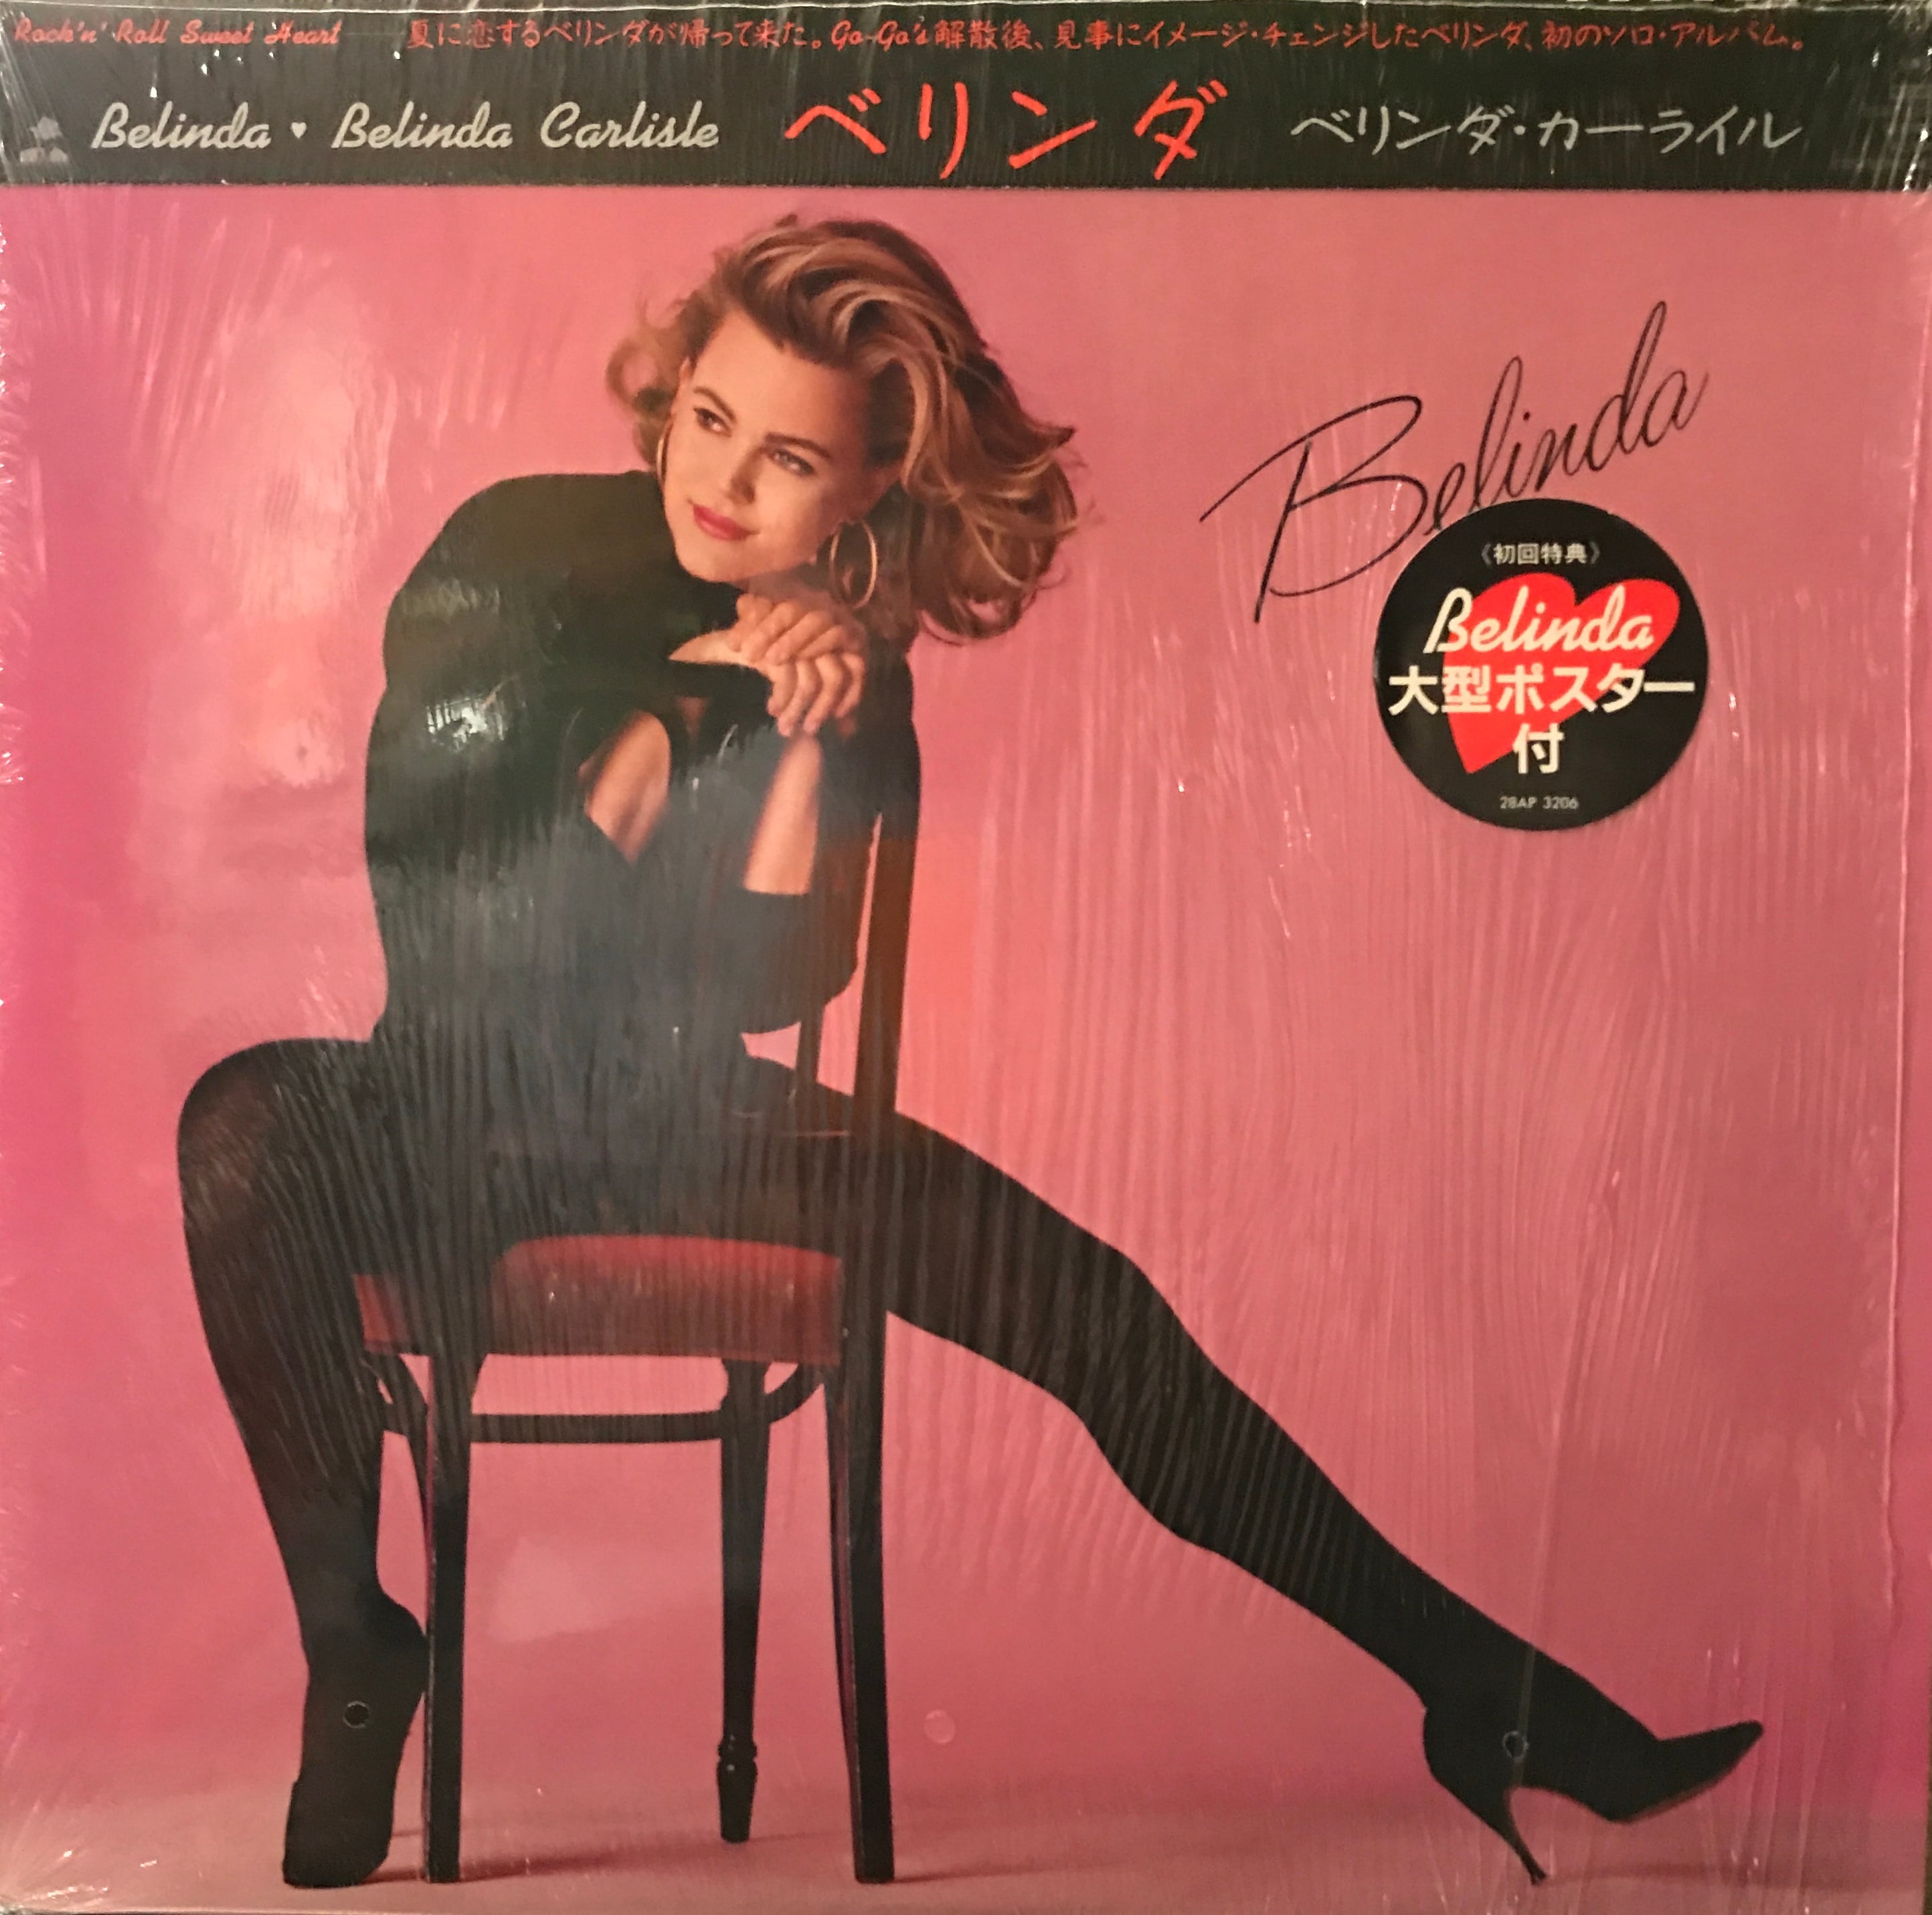 Rock'n' Roll Sweet Heart 夏に恋するベリンダが帰って来た。Go-Go's解散後、見事にイメージ・チェンジしたベリンダ、初のソロ・アルバム。
Belinda ♥ Belinda Carlisle ベリンダ ベリンダ・カーライル
Belinda
《初回特典》
Belinda
大型ポスター
付
28AP 3206